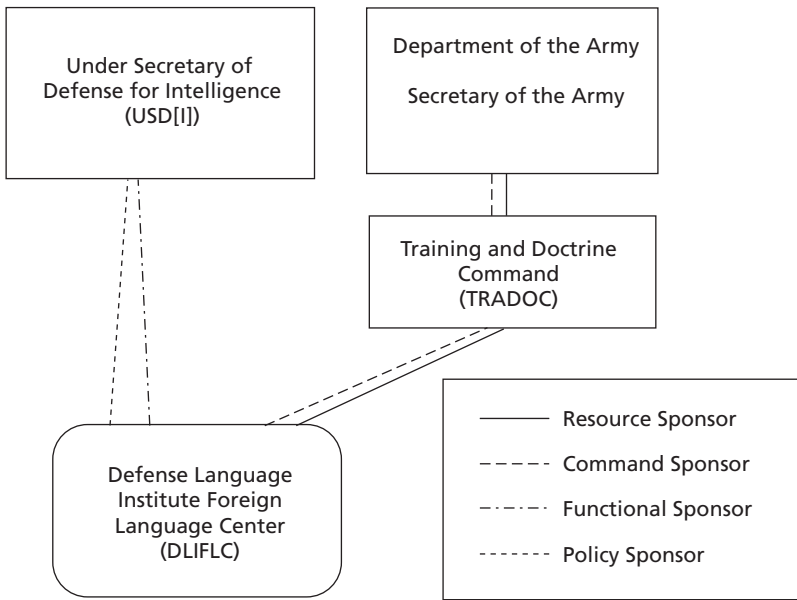 Under Secretary of
Defense for Intelligence
(USD[I])
Department of the Army
Secretary of the Army
Training and Doctrine
Command
(TRADOC)
Defense Language
Institute Foreign
Language Center
(DLIFLC)
Resource Sponsor
Command Sponsor
Functional Sponsor
Policy Sponsor